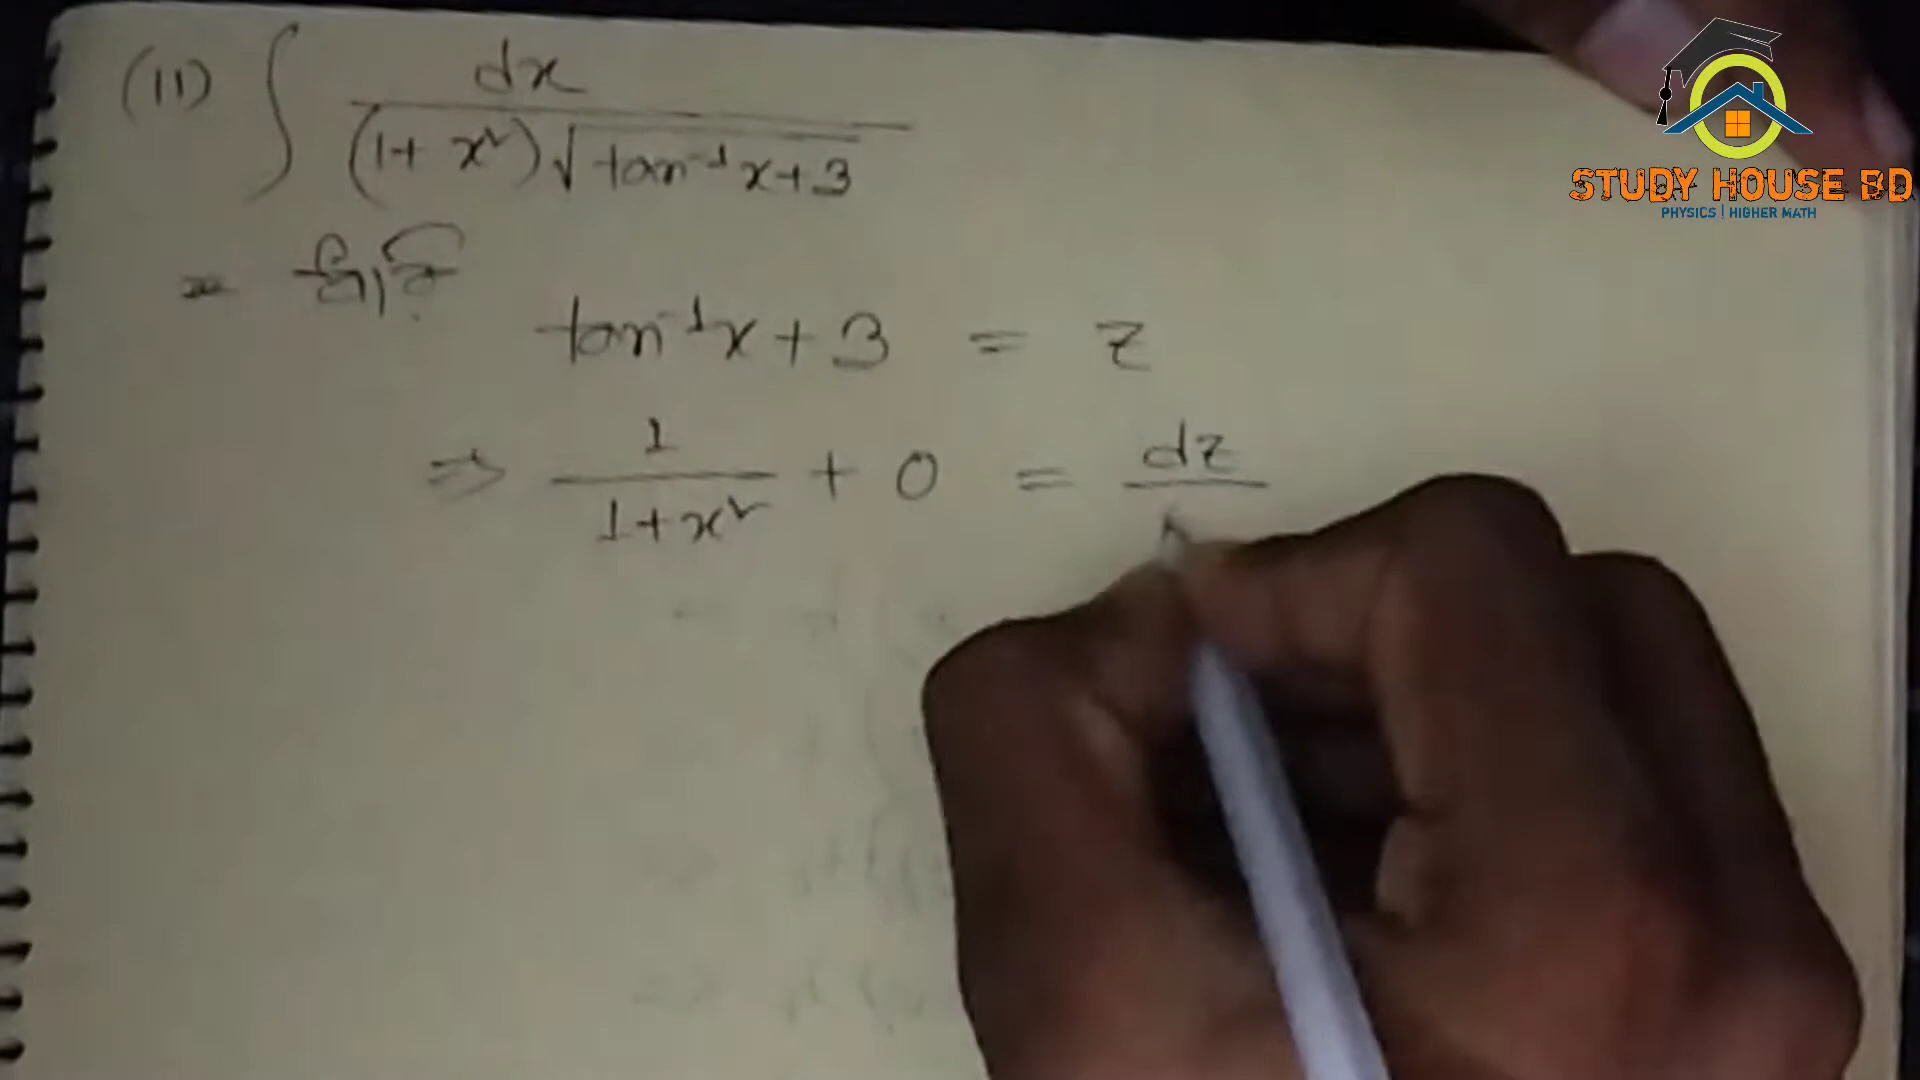 (11) ∫ dx / (1+x²)√tan⁻¹x+3
= ধরি
tan⁻¹x + 3 = z
⇒ 1 / 1+x² + 0 = dz /
STUDY HOUSE BD
PHYSICS | HIGHER MATH